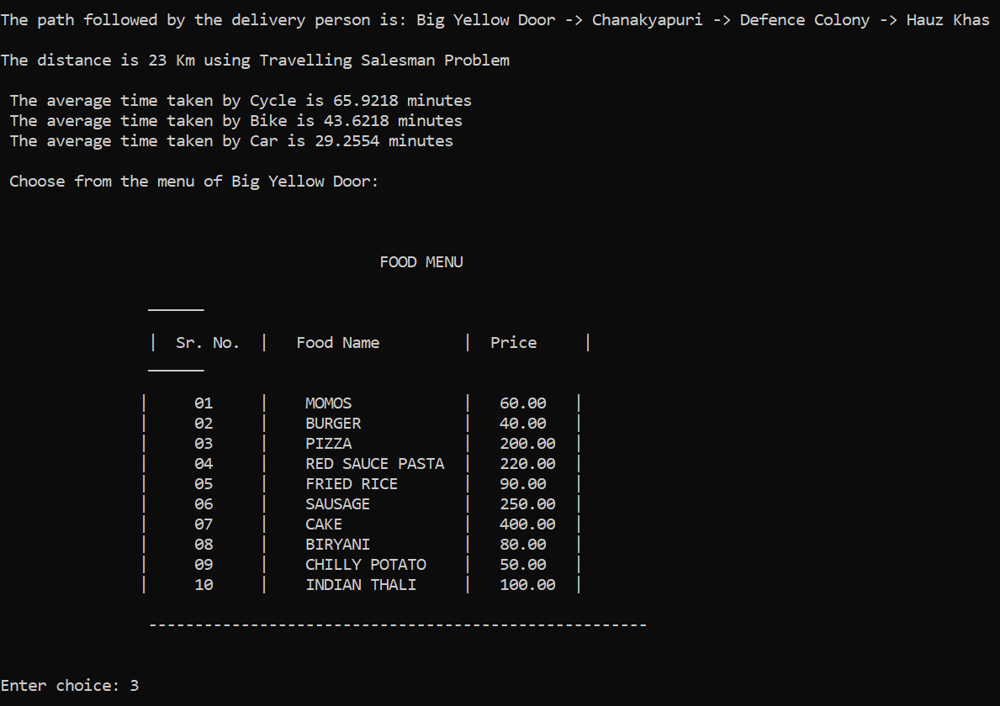 The path followed by the delivery person is: Big Yellow Door -> Chanakyapuri -> Defence Colony -> Hauz Khas
The distance is 23 Km using Travelling Salesman Problem
The average time taken by Cycle is 65.9218 minutes
The average time taken by Bike is 43.6218 minutes
The average time taken by Car is 29.2554 minutes
Choose from the menu of Big Yellow Door:
FOOD MENU
______
| Sr. No. | Food Name | Price |
______
| 01 | MOMOS | 60.00 |
| 02 | BURGER | 40.00 |
| 03 | PIZZA | 200.00 |
| 04 | RED SAUCE PASTA | 220.00 |
| 05 | FRIED RICE | 90.00 |
| 06 | SAUSAGE | 250.00 |
| 07 | CAKE | 400.00 |
| 08 | BIRYANI | 80.00 |
| 09 | CHILLY POTATO | 50.00 |
| 10 | INDIAN THALI | 100.00 |
------------------------------------------------------
Enter choice: 3